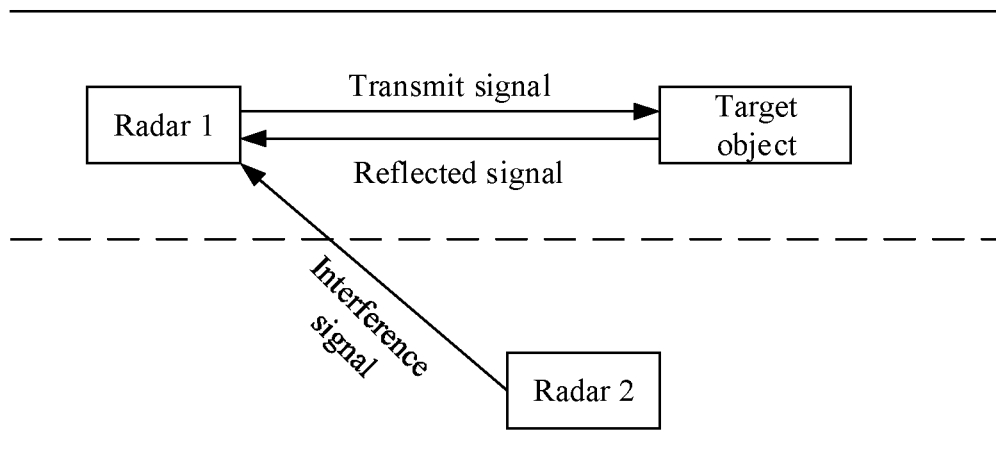 Transmit signal
Radar 1
Target
object
Reflected signal
Interference
signal
Radar 2